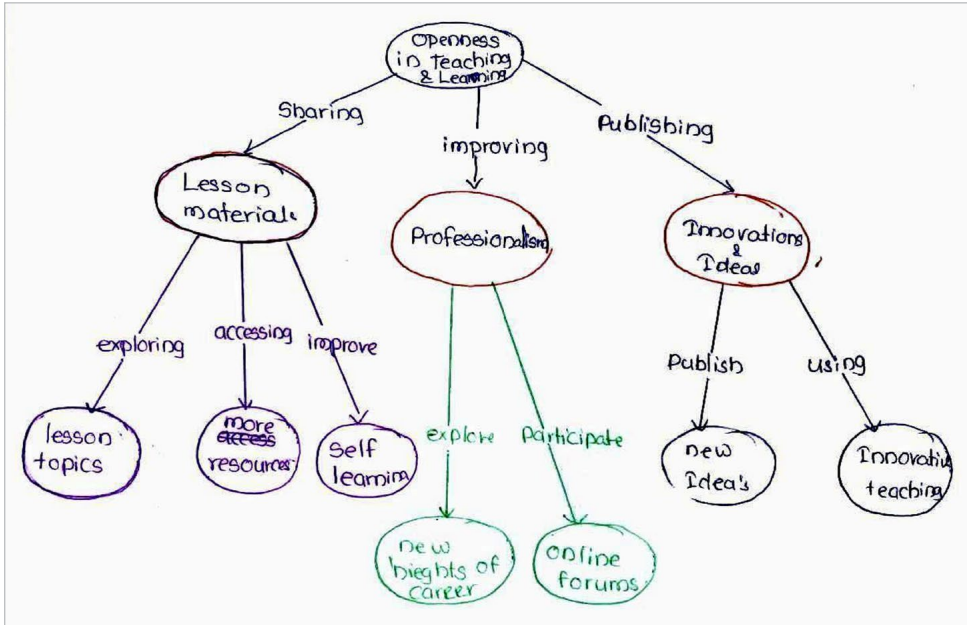 Openness
in Teaching
& Learning
Sharing
improving
Publishing
Lesson
materials
Professionalism
Innovations
&
Ideas
exploring
accessing
improve
Publish
using
explore
Participate
lesson
topics
more
access
resources
Self
learning
new
Idea's
Innovative
teaching
new
hieghts of
career
online
forums